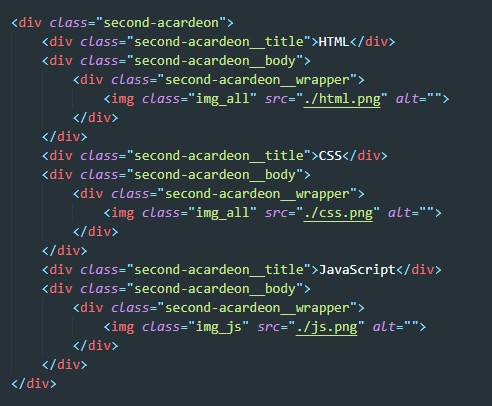 <div class="second-acardeon">
    <div class="second-acardeon__title">HTML</div>
    <div class="second-acardeon__body">
        <div class="second-acardeon__wrapper">
            <img class="img_all" src="./html.png" alt="">
        </div>
    </div>
    <div class="second-acardeon__title">CSS</div>
    <div class="second-acardeon__body">
        <div class="second-acardeon__wrapper">
            <img class="img_all" src="./css.png" alt="">
        </div>
    </div>
    <div class="second-acardeon__title">JavaScript</div>
    <div class="second-acardeon__body">
        <div class="second-acardeon__wrapper">
            <img class="img_js" src="./js.png" alt="">
        </div>
    </div>
</div>